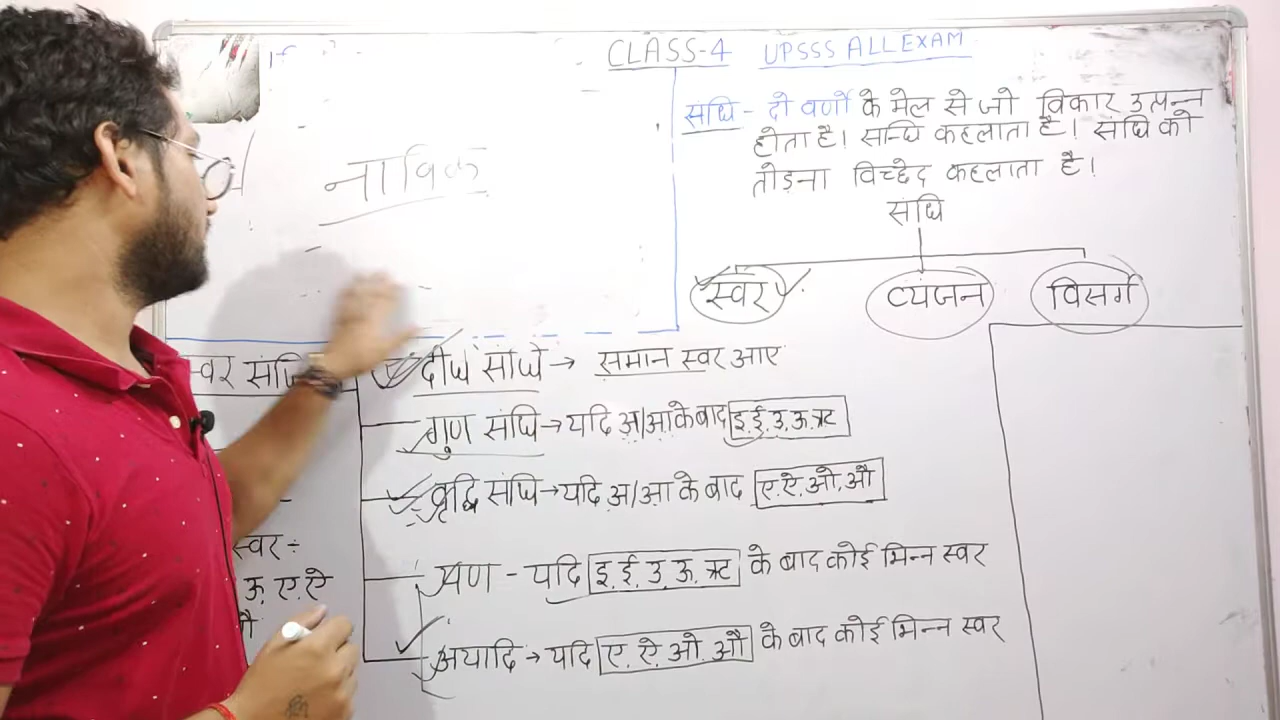 CLASS-4 UPSSS ALL EXAM
संधि - दो वर्णो के मेल से जो विकार उत्पन्न
होता है। सन्धि कहलाता है। संधि को
तोड़ना विच्छेद कहलाता है।
संधि
स्वर व्यंजन विसर्ग
नाविक
स्वर संधि
दीर्घ संधि → समान स्वर आए
गुण संधि → यदि अ/आ के बाद इ.ई.उ.ऊ.ऋ
वृद्धि संधि → यदि अ/आ के बाद ए.ऐ.ओ.औ
यण - यदि इ.ई.उ.ऊ.ऋ के बाद कोई भिन्न स्वर
अयादि → यदि ए.ऐ.ओ.औ के बाद कोई भिन्न स्वर
स्वर ÷
ऊ.ए.ऐ